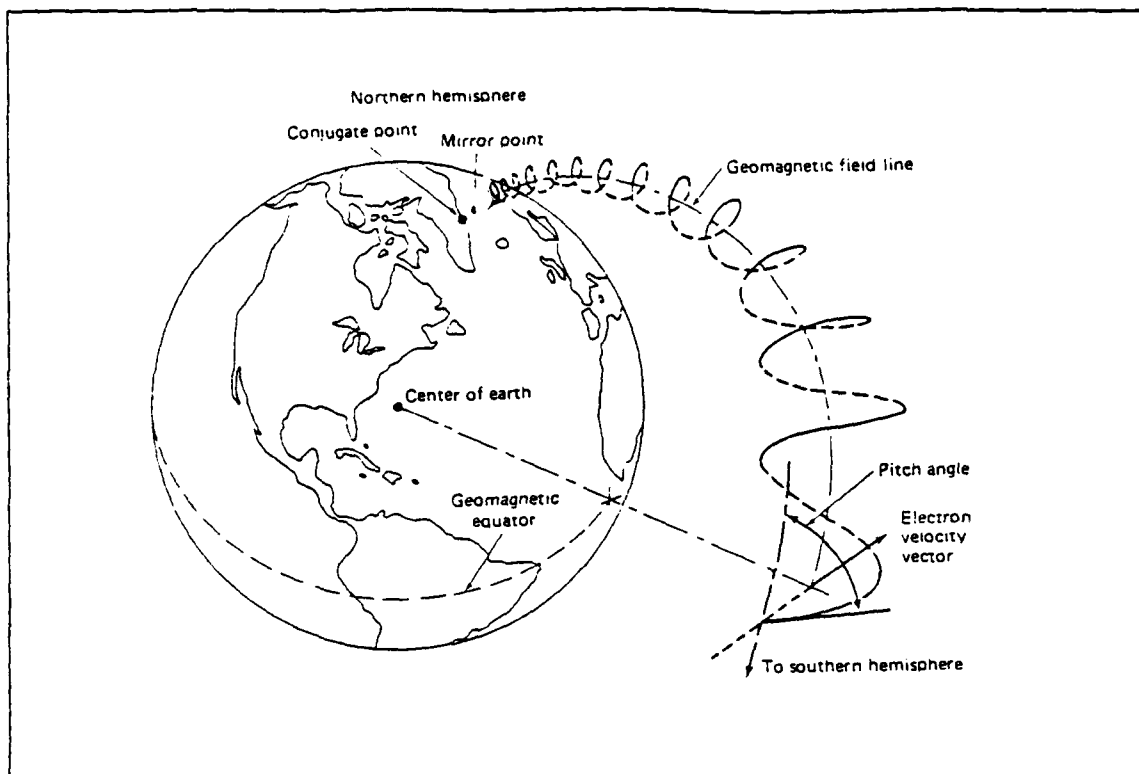 Northern hemisphere
Conjugate point
Mirror point
Geomagnetic field line
Center of earth
Pitch angle
Geomagnetic
equator
Electron
velocity
vector
To southern hemisphere